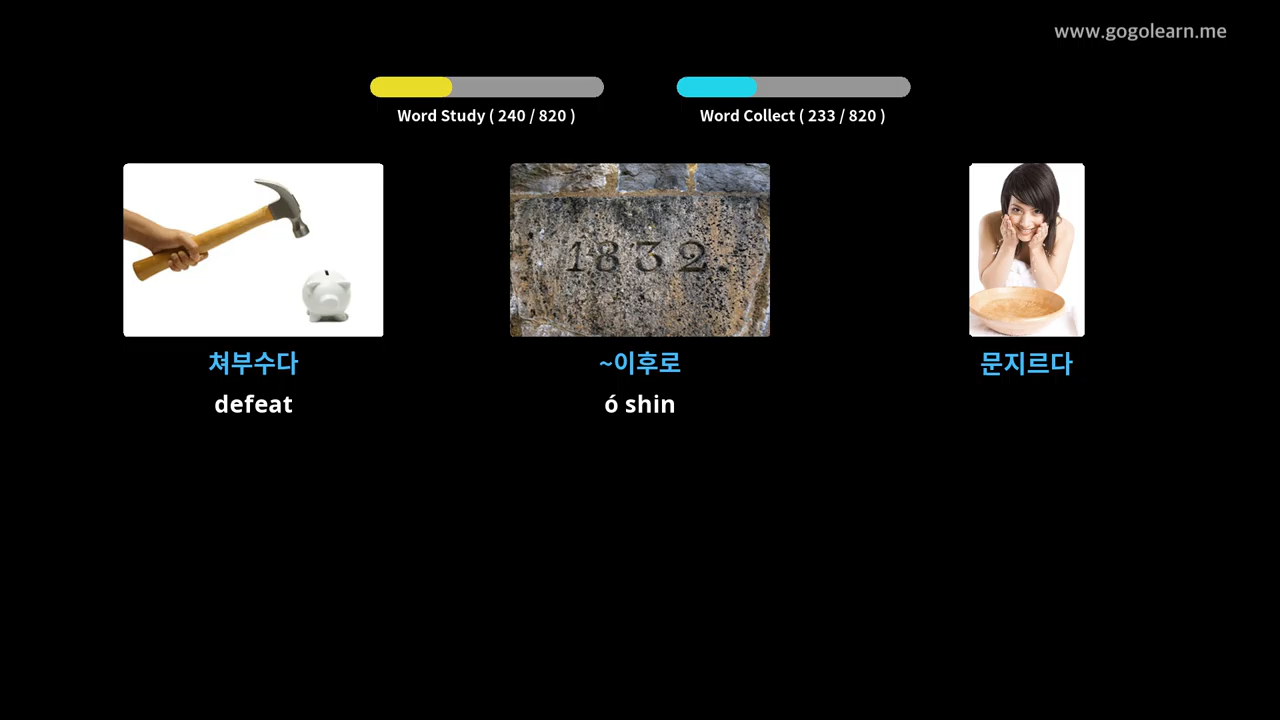 www.gogolearn.me
Word Study ( 240 / 820 )
Word Collect ( 233 / 820 )
1832.
쳐부수다
~이후로
문지르다
defeat
ó shin